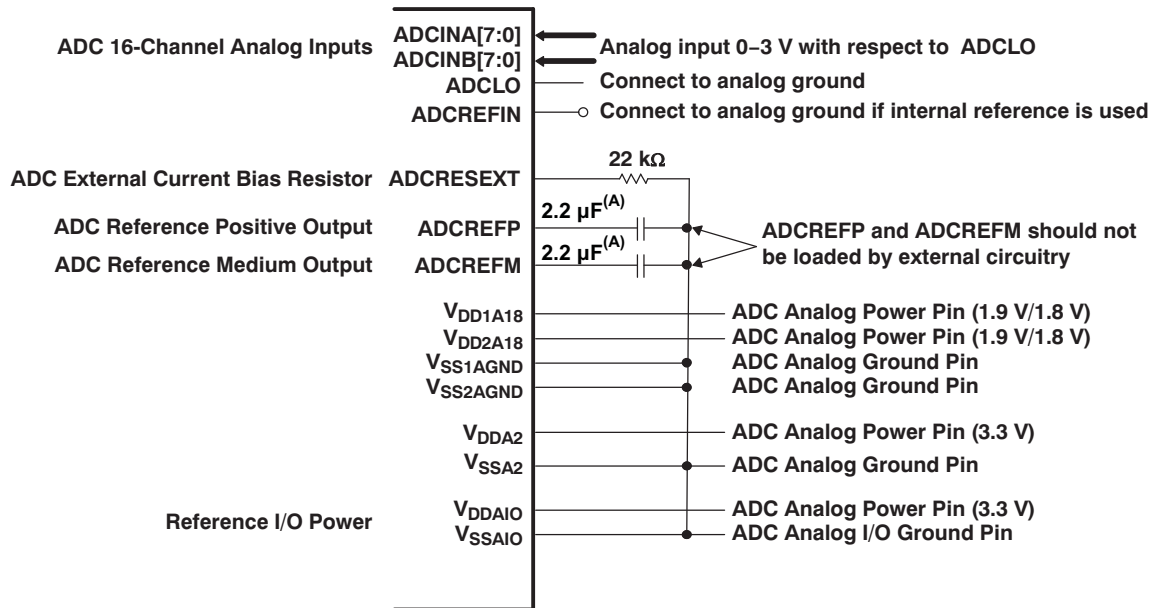 ADC 16-Channel Analog Inputs
ADCINA[7:0]
ADCINB[7:0]
Analog input 0−3 V with respect to ADCLO
ADCLO
Connect to analog ground
ADCREFIN
Connect to analog ground if internal reference is used
22 kΩ
ADC External Current Bias Resistor
ADCRESEXT
ADC Reference Positive Output
ADCREFP
2.2 μF(A)
ADC Reference Medium Output
ADCREFM
2.2 μF(A)
ADCREFP and ADCREFM should not
be loaded by external circuitry
VDD1A18
ADC Analog Power Pin (1.9 V/1.8 V)
VDD2A18
ADC Analog Power Pin (1.9 V/1.8 V)
VSS1AGND
ADC Analog Ground Pin
VSS2AGND
ADC Analog Ground Pin
VDDA2
ADC Analog Power Pin (3.3 V)
VSSA2
ADC Analog Ground Pin
Reference I/O Power
VDDAIO
ADC Analog Power Pin (3.3 V)
VSSAIO
ADC Analog I/O Ground Pin